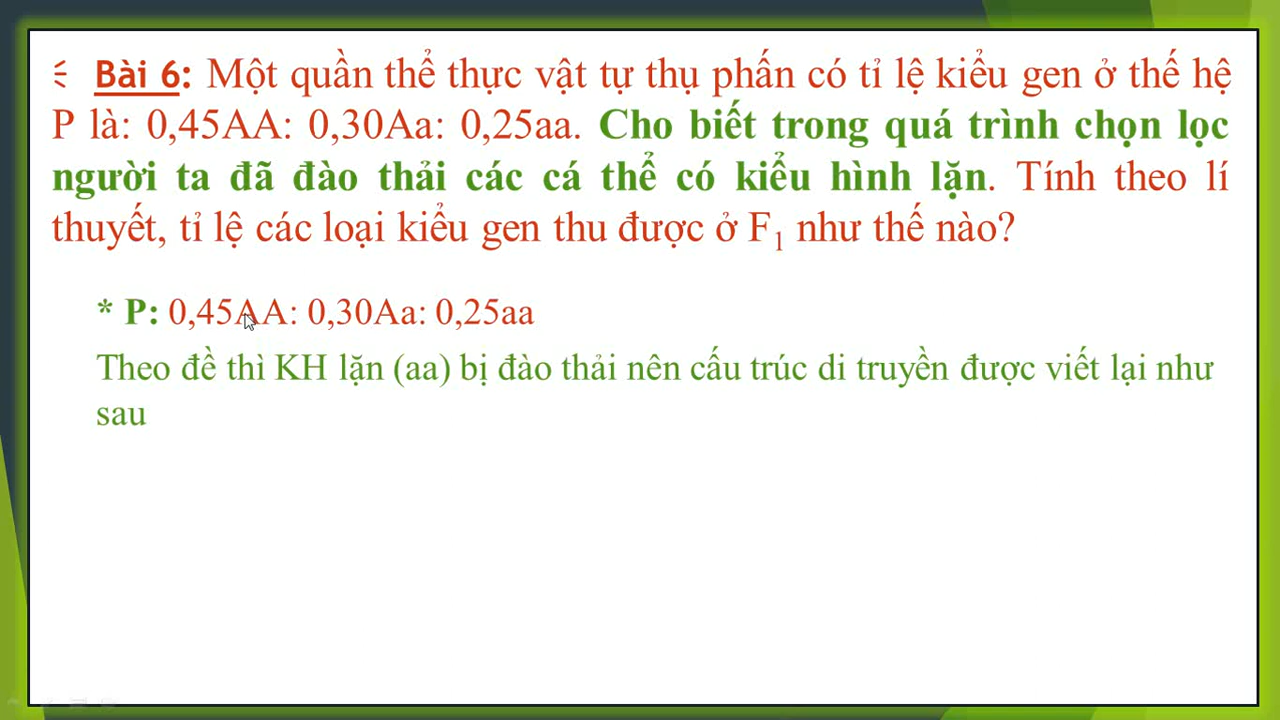 Bài 6: Một quần thể thực vật tự thụ phấn có tỉ lệ kiểu gen ở thế hệ
P là: 0,45AA: 0,30Aa: 0,25aa. Cho biết trong quá trình chọn lọc
người ta đã đào thải các cá thể có kiểu hình lặn. Tính theo lí
thuyết, tỉ lệ các loại kiểu gen thu được ở F1 như thế nào?
* P: 0,45AA: 0,30Aa: 0,25aa
Theo đề thì KH lặn (aa) bị đào thải nên cấu trúc di truyền được viết lại như
sau